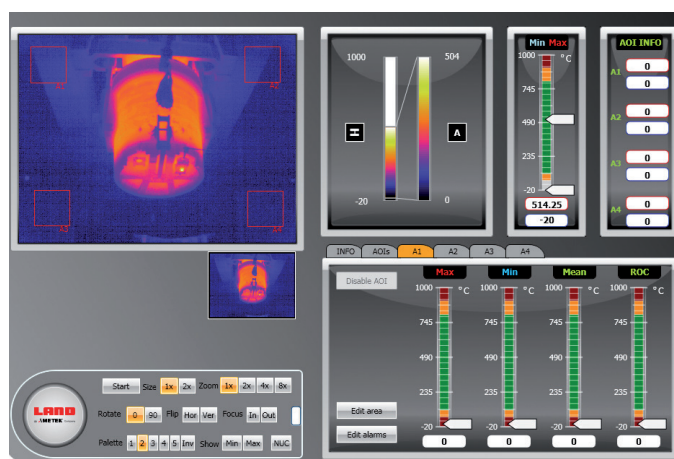 A1
A2
A3
A4
1000
504
H
A
-20
0
Min Max
1000 °C
745
490
235
-20
514.25
-20
AOI INFO
A1 0
0
A2 0
0
A3 0
0
A4 0
0
INFO AOIs A1 A2 A3 A4
Disable AOI
Max Min Mean ROC
1000 °C 1000 °C 1000 °C 1000 °C
745 745 745 745
490 490 490 490
235 235 235 235
-20 -20 -20 -20
0 0 0 0
Edit area
Edit alarms
LAND
AMETEK
Start Size 1x 2x Zoom 1x 2x 4x 8x
Rotate 0 90 Flip Hor Ver Focus In Out
Palette 1 2 3 4 5 Inv Show Min Max NUC